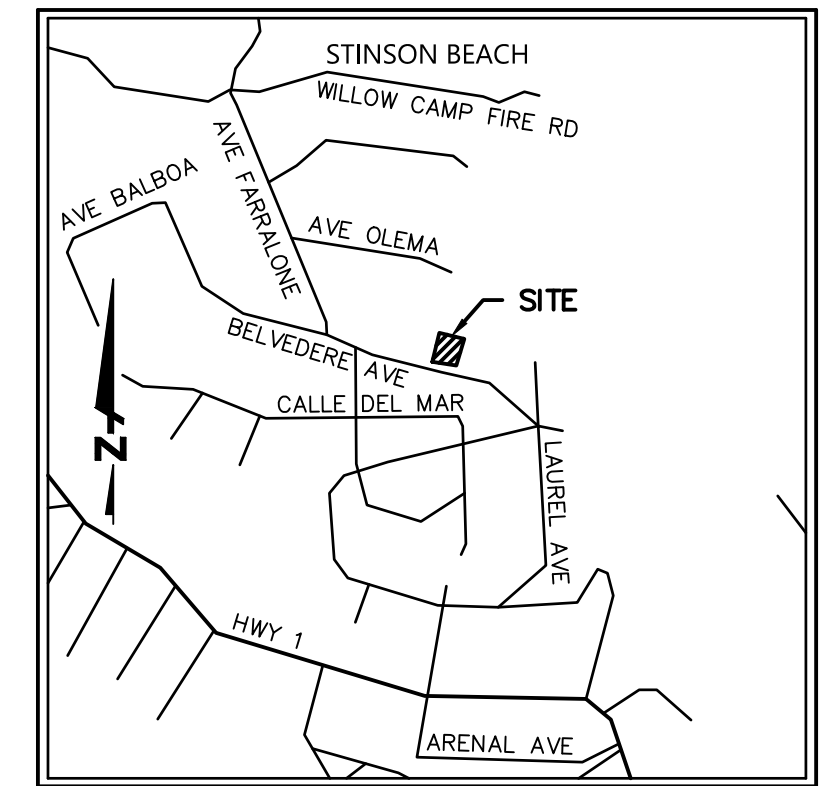 STINSON BEACH
WILLOW CAMP FIRE RD
AVE FARRALONE
AVE BALBOA
AVE OLEMA
SITE
BELVEDERE AVE
CALLE DEL MAR
N
LAUREL AVE
HWY 1
ARENAL AVE